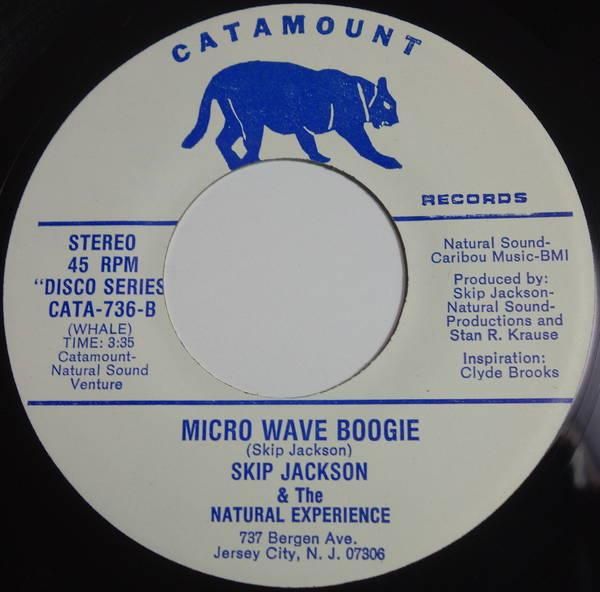 CATAMOUNT
RECORDS
STEREO
45 RPM
"DISCO SERIES
CATA-736-B
(WHALE)
TIME: 3:35
Catamount-
Natural Sound
Venture
Natural Sound-
Caribou Music-BMI
Produced by:
Skip Jackson-
Natural Sound-
Productions and
Stan R. Krause
Inspiration:
Clyde Brooks
MICRO WAVE BOOGIE
(Skip Jackson)
SKIP JACKSON
& The
NATURAL EXPERIENCE
737 Bergen Ave.
Jersey City, N. J. 07306